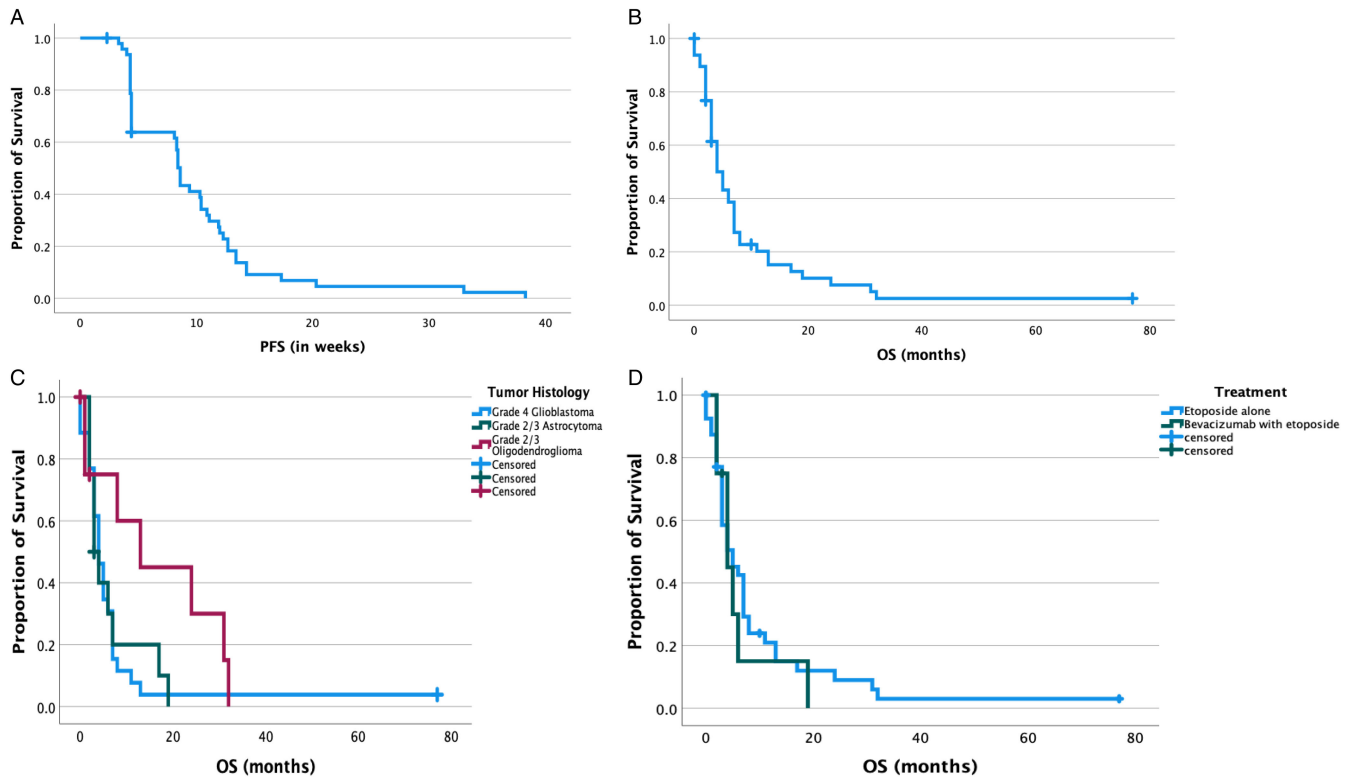 A
Proportion of Survival
1.0
0.8
0.6
0.4
0.2
0.0
0 10 20 30 40
PFS (in weeks)
B
Proportion of Survival
1.0
0.8
0.6
0.4
0.2
0.0
0 20 40 60 80
OS (months)
C
Proportion of Survival
1.0
0.8
0.6
0.4
0.2
0.0
0 20 40 60 80
OS (months)
Tumor Histology
Grade 4 Glioblastoma
Grade 2/3 Astrocytoma
Grade 2/3
Oligodendroglioma
Censored
Censored
Censored
D
Proportion of Survival
1.0
0.8
0.6
0.4
0.2
0.0
0 20 40 60 80
OS (months)
Treatment
Etoposide alone
Bevacizumab with etoposide
censored
censored